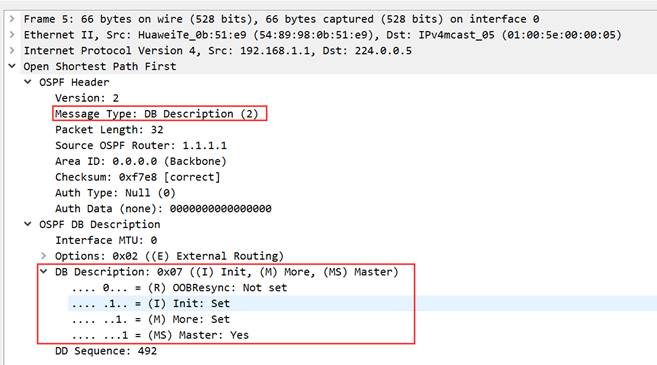 Frame 5: 66 bytes on wire (528 bits), 66 bytes captured (528 bits) on interface 0
Ethernet II, Src: HuaweiTe_0b:51:e9 (54:89:98:0b:51:e9), Dst: IPv4mcast_05 (01:00:5e:00:00:05)
Internet Protocol Version 4, Src: 192.168.1.1, Dst: 224.0.0.5
Open Shortest Path First
OSPF Header
Version: 2
Message Type: DB Description (2)
Packet Length: 32
Source OSPF Router: 1.1.1.1
Area ID: 0.0.0.0 (Backbone)
Checksum: 0xf7e8 [correct]
Auth Type: Null (0)
Auth Data (none): 0000000000000000
OSPF DB Description
Interface MTU: 0
Options: 0x02 ((E) External Routing)
DB Description: 0x07 ((I) Init, (M) More, (MS) Master)
.... 0... = (R) OOBResync: Not set
.... .1.. = (I) Init: Set
.... ..1. = (M) More: Set
.... ...1 = (MS) Master: Yes
DD Sequence: 492